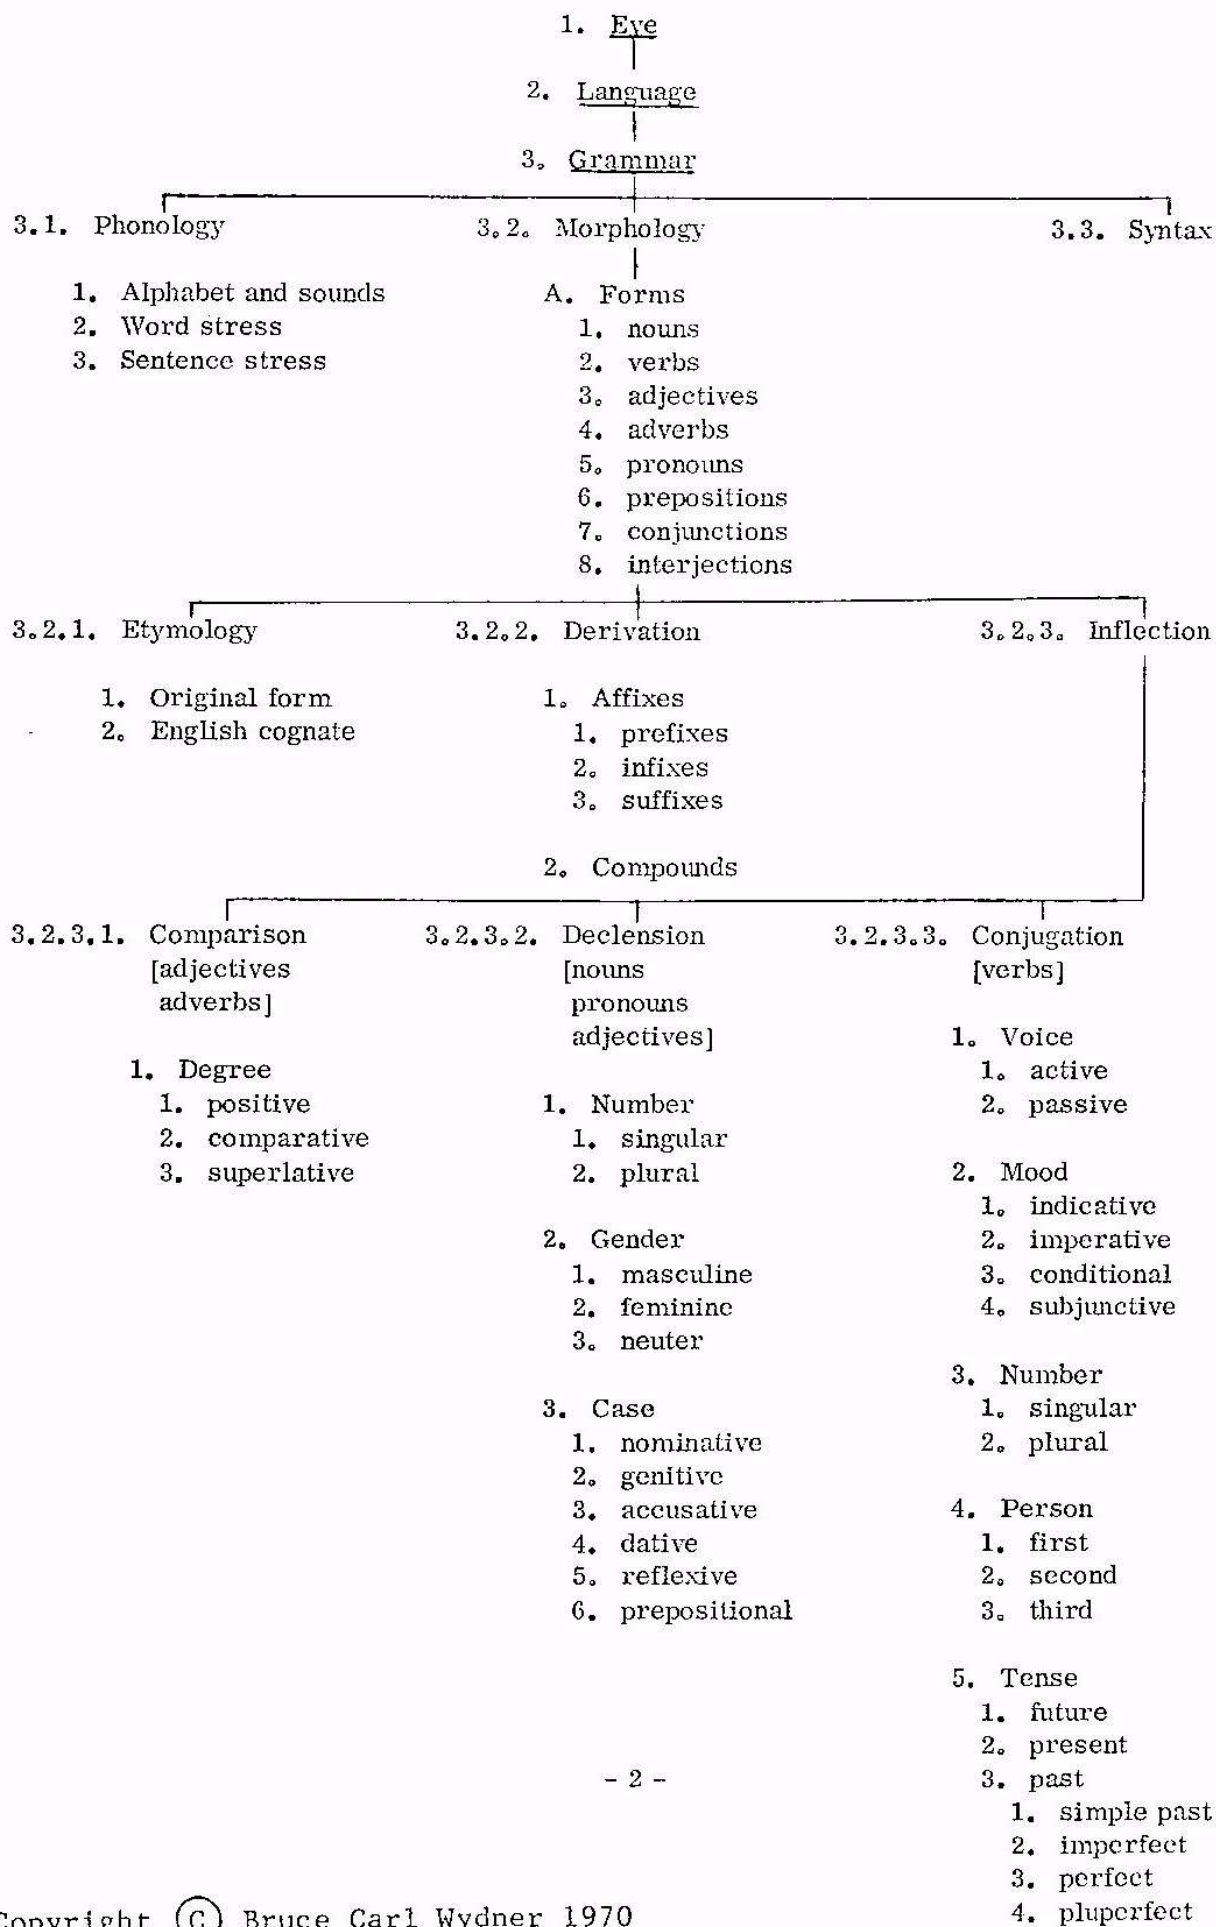 1. Eye
2. Language
3. Grammar
3.1. Phonology
3.2. Morphology
3.3. Syntax
1. Alphabet and sounds
2. Word stress
3. Sentence stress
A. Forms
1. nouns
2. verbs
3. adjectives
4. adverbs
5. pronouns
6. prepositions
7. conjunctions
8. interjections
3.2.1. Etymology
3.2.2. Derivation
3.2.3. Inflection
1. Original form
2. English cognate
1. Affixes
1. prefixes
2. infixes
3. suffixes
2. Compounds
3.2.3.1. Comparison
[adjectives
adverbs]
1. Degree
1. positive
2. comparative
3. superlative
3.2.3.2. Declension
[nouns
pronouns
adjectives]
1. Number
1. singular
2. plural
2. Gender
1. masculine
2. feminine
3. neuter
3. Case
1. nominative
2. genitive
3. accusative
4. dative
5. reflexive
6. prepositional
3.2.3.3. Conjugation
[verbs]
1. Voice
1. active
2. passive
2. Mood
1. indicative
2. imperative
3. conditional
4. subjunctive
3. Number
1. singular
2. plural
4. Person
1. first
2. second
3. third
5. Tense
1. future
2. present
3. past
1. simple past
2. imperfect
3. perfect
4. pluperfect
- 2 -
Copyright © Bruce Carl Wydner 1970